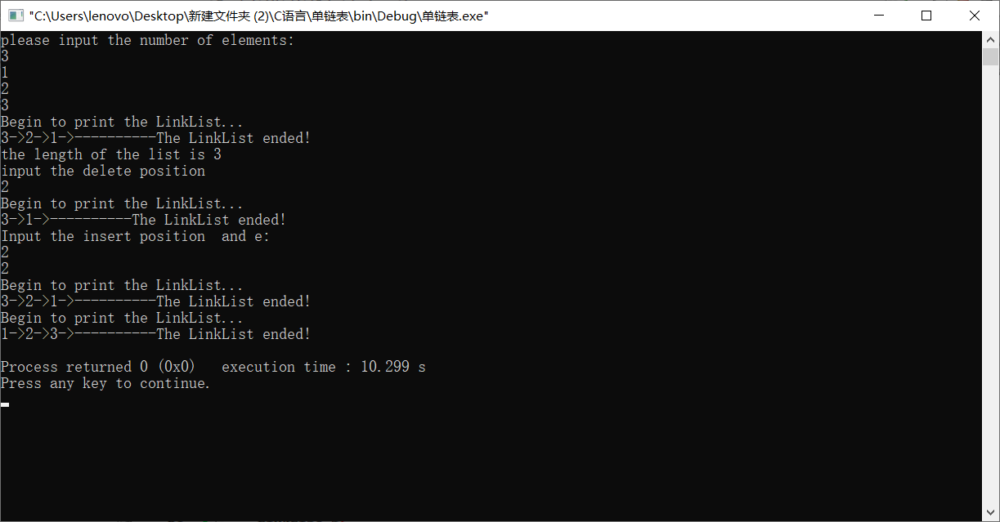 "C:\Users\lenovo\Desktop\新建文件夹 (2)\C语言\单链表\bin\Debug\单链表.exe"
please input the number of elements:
3
1
2
3
Begin to print the LinkList...
3->2->1->----------The LinkList ended!
the length of the list is 3
input the delete position
2
Begin to print the LinkList...
3->1->----------The LinkList ended!
Input the insert position  and e:
2
2
Begin to print the LinkList...
3->2->1->----------The LinkList ended!
Begin to print the LinkList...
1->2->3->----------The LinkList ended!
Process returned 0 (0x0)   execution time : 10.299 s
Press any key to continue.